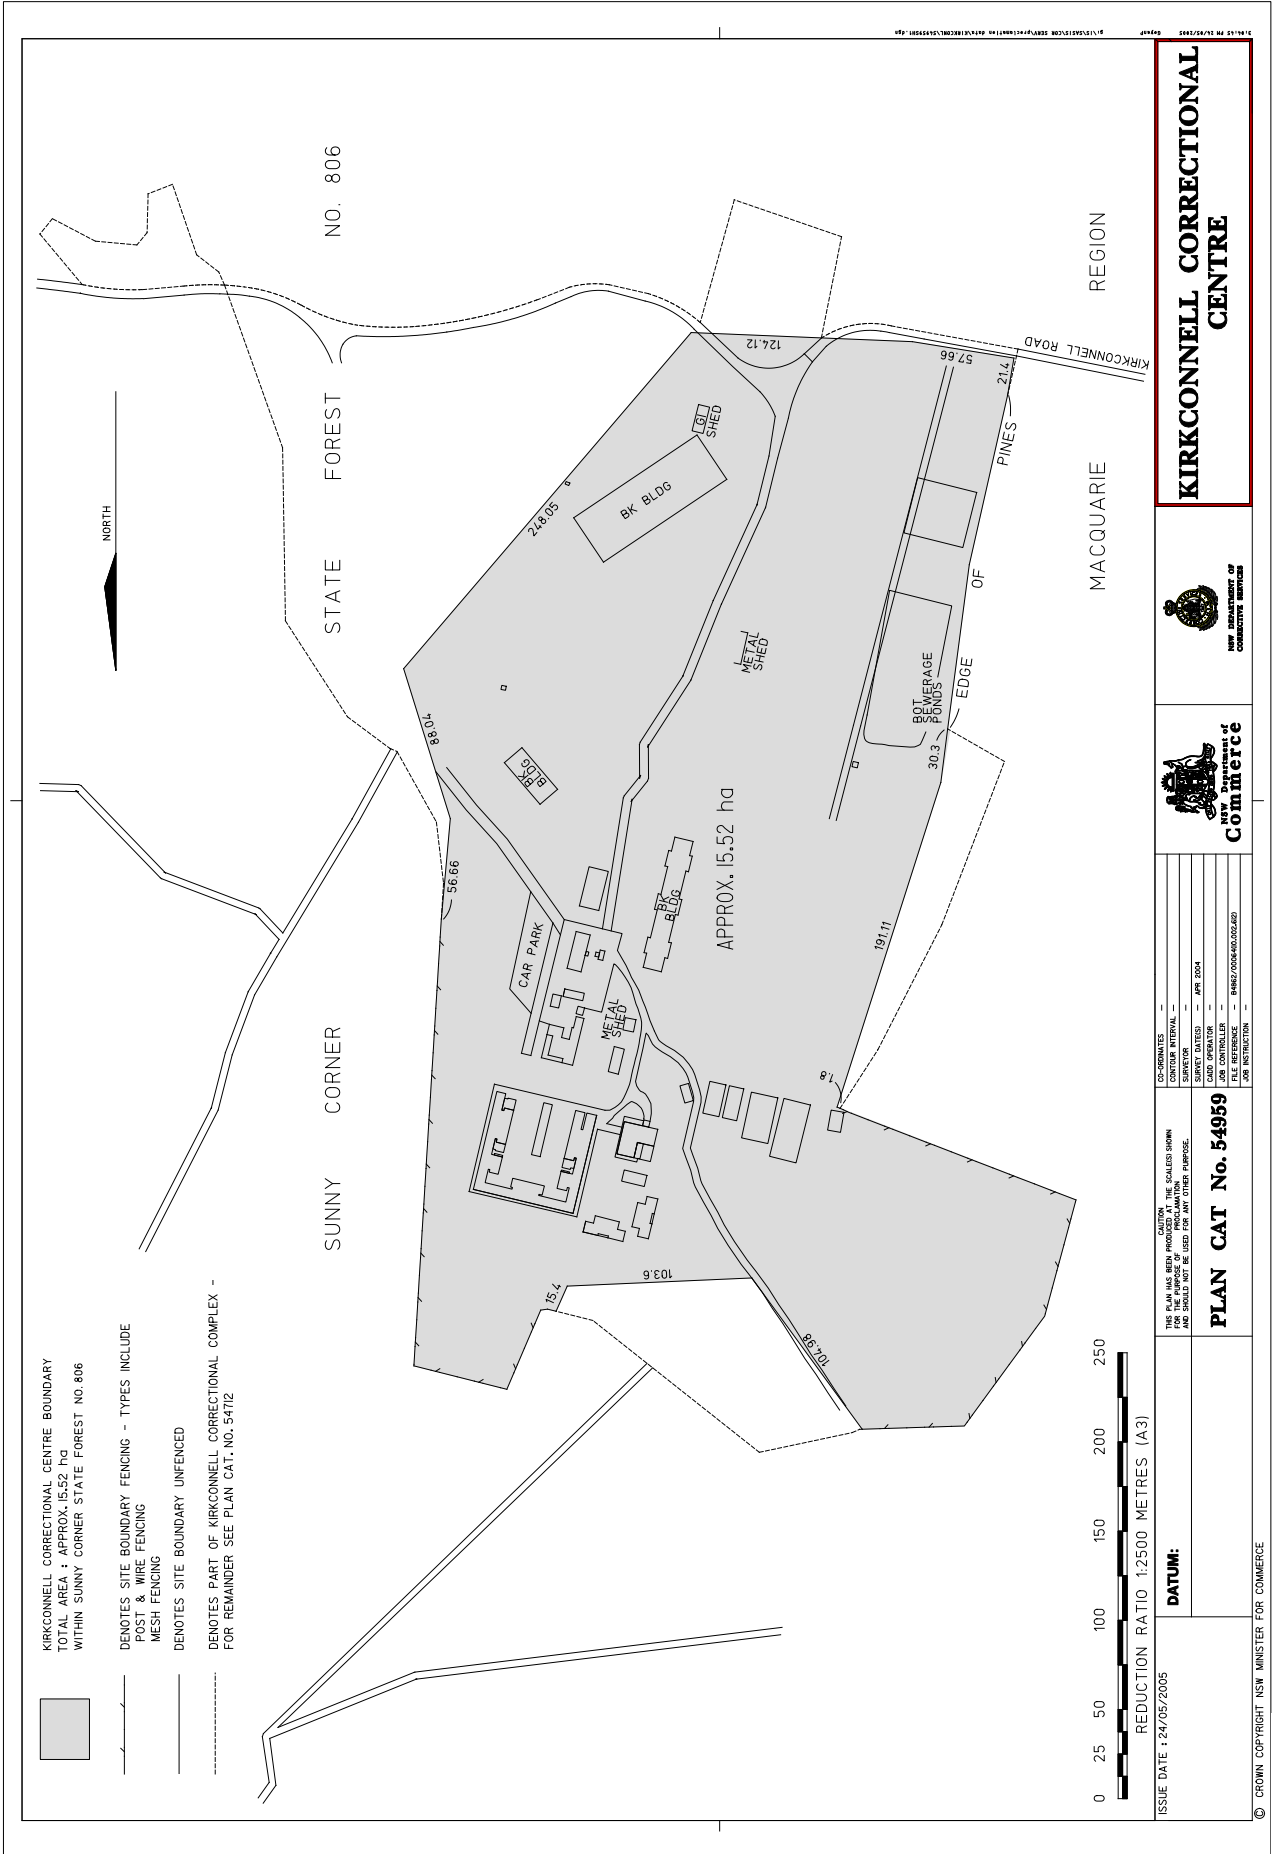 KIRKCONNELL CORRECTIONAL CENTRE BOUNDARY
TOTAL AREA : APPROX. 15.52 ha
WITHIN SUNNY CORNER STATE FOREST NO. 806
DENOTES SITE BOUNDARY FENCING - TYPES INCLUDE
POST & WIRE FENCING
MESH FENCING
DENOTES SITE BOUNDARY UNFENCED
DENOTES PART OF KIRKCONNELL CORRECTIONAL COMPLEX -
FOR REMAINDER SEE PLAN CAT. NO. 54712
NORTH
SUNNY CORNER STATE FOREST NO. 806
MACQUARIE REGION
KIRKCONNELL ROAD
EDGE OF PINES
APPROX. 15.52 ha
CAR PARK
METAL
SHED
BK
BLDG
BK
BLDG
BK BLDG
GI
SHED
METAL
SHED
BOT
SEWERAGE
PONDS
15.4
103.6
104.98
1.8
191.11
30.3
21.4
57.66
124.12
248.05
88.04
56.66
0 25 50 100 150 200 250
REDUCTION RATIO 1:2500 METRES (A3)
ISSUE DATE : 24/05/2005
DATUM:
CAUTION
THIS PLAN HAS BEEN PRODUCED AT THE SCALE(S) SHOWN
FOR THE PURPOSE OF PROCLAMATION
AND SHOULD NOT BE USED FOR ANY OTHER PURPOSE.
PLAN CAT No. 54959
CO-ORDINATES -
CONTOUR INTERVAL -
SURVEYOR -
SURVEY DATE(S) - APR 2004
CADD OPERATOR -
JOB CONTROLLER -
FILE REFERENCE -
JOB INSTRUCTION -
NSW Department of
Commerce
NSW DEPARTMENT OF
CORRECTIVE SERVICES
KIRKCONNELL CORRECTIONAL
CENTRE
© CROWN COPYRIGHT NSW MINISTER FOR COMMERCE